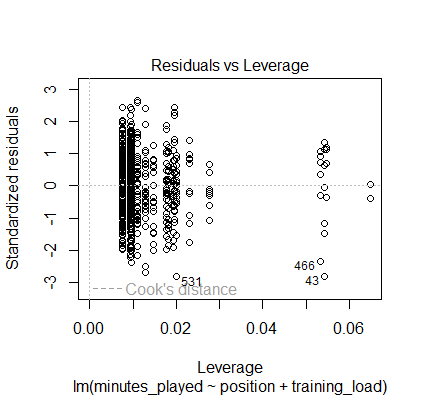 Residuals vs Leverage
Standardized residuals
3
2
1
0
-1
-2
-3
466
531
43
Cook's distance
0.00
0.02
0.04
0.06
Leverage
lm(minutes_played ~ position + training_load)